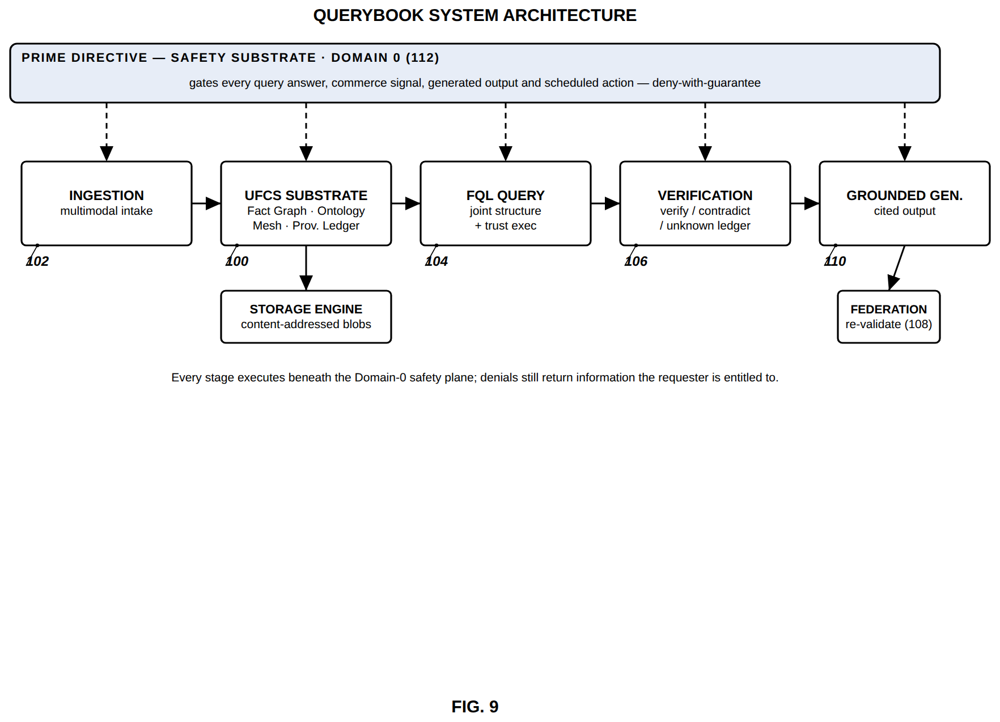 QUERYBOOK SYSTEM ARCHITECTURE
PRIME DIRECTIVE — SAFETY SUBSTRATE · DOMAIN 0 (112)
gates every query answer, commerce signal, generated output and scheduled action — deny-with-guarantee
INGESTION
multimodal intake
102
UFCS SUBSTRATE
Fact Graph · Ontology
Mesh · Prov. Ledger
100
FQL QUERY
joint structure
+ trust exec
104
VERIFICATION
verify / contradict
/ unknown ledger
106
GROUNDED GEN.
cited output
110
STORAGE ENGINE
content-addressed blobs
FEDERATION
re-validate (108)
Every stage executes beneath the Domain-0 safety plane; denials still return information the requester is entitled to.
FIG. 9